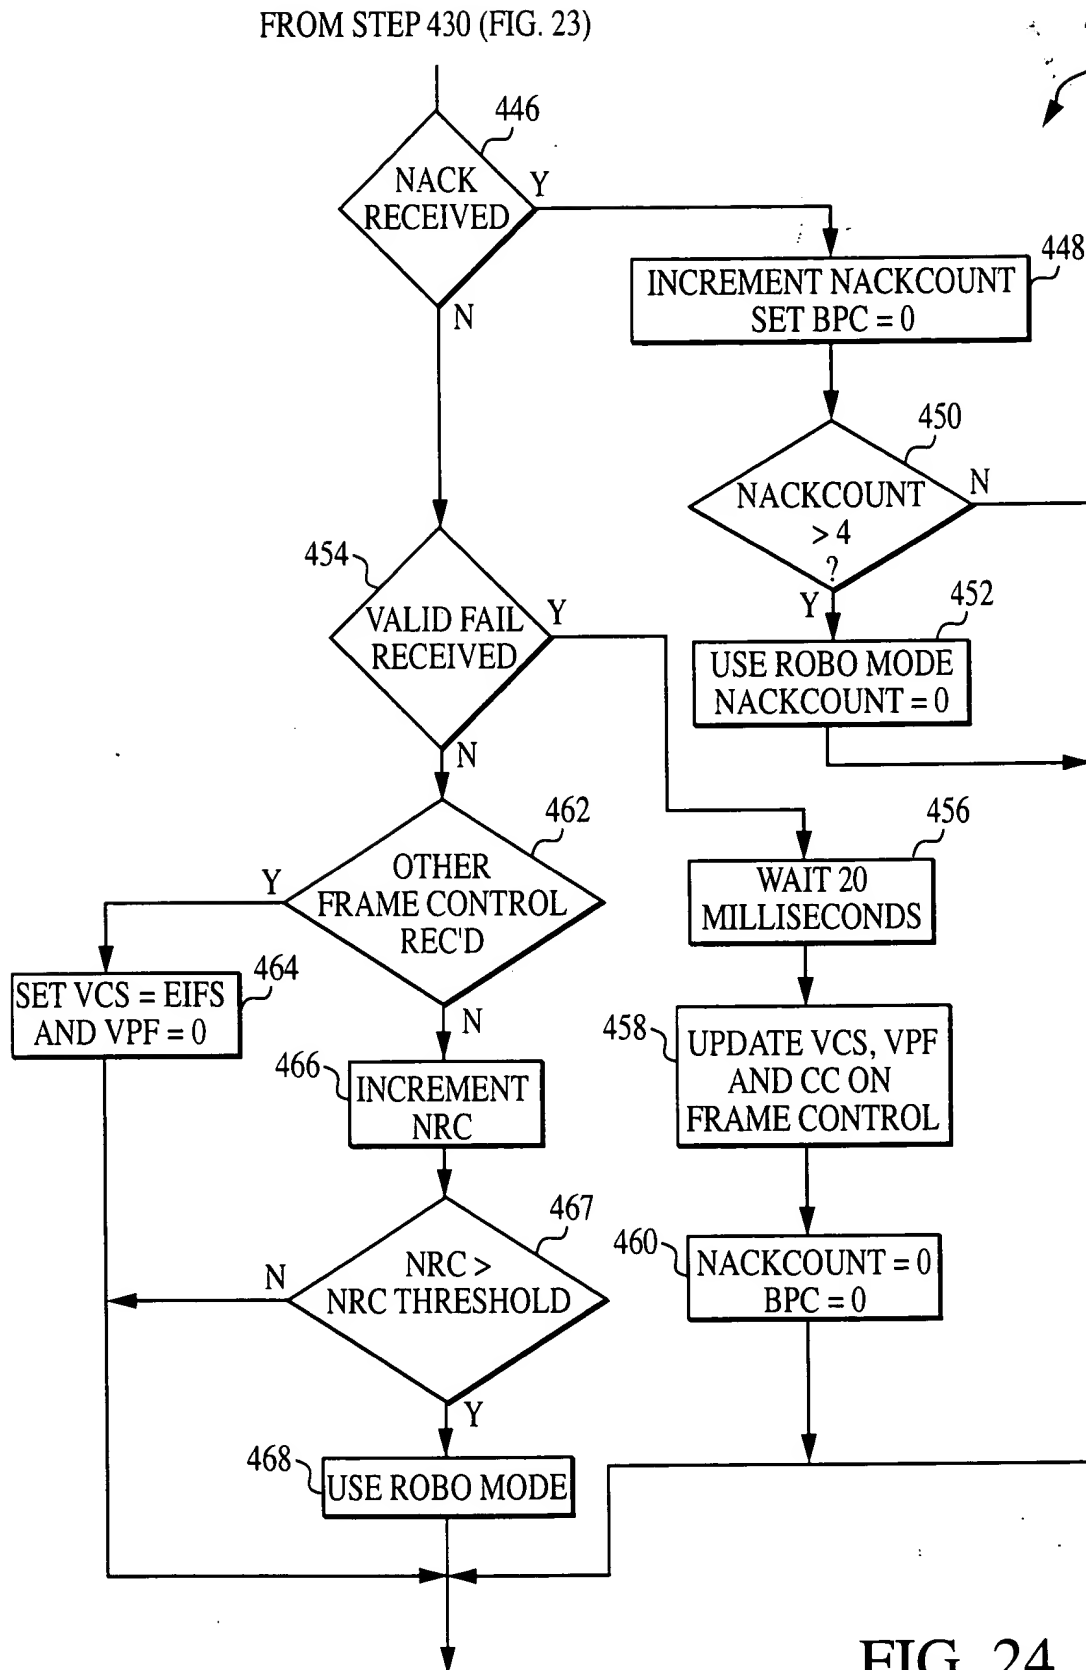 FROM STEP 430 (FIG. 23)
446
NACK
RECEIVED
Y
N
448
INCREMENT NACKCOUNT
SET BPC = 0
450
NACKCOUNT
> 4
?
N
Y
452
USE ROBO MODE
NACKCOUNT = 0
454
VALID FAIL
RECEIVED
Y
N
456
WAIT 20
MILLISECONDS
458
UPDATE VCS, VPF
AND CC ON
FRAME CONTROL
460
NACKCOUNT = 0
BPC = 0
462
OTHER
FRAME CONTROL
REC'D
Y
N
464
SET VCS = EIFS
AND VPF = 0
466
INCREMENT
NRC
467
NRC >
NRC THRESHOLD
N
Y
468
USE ROBO MODE
FIG. 24